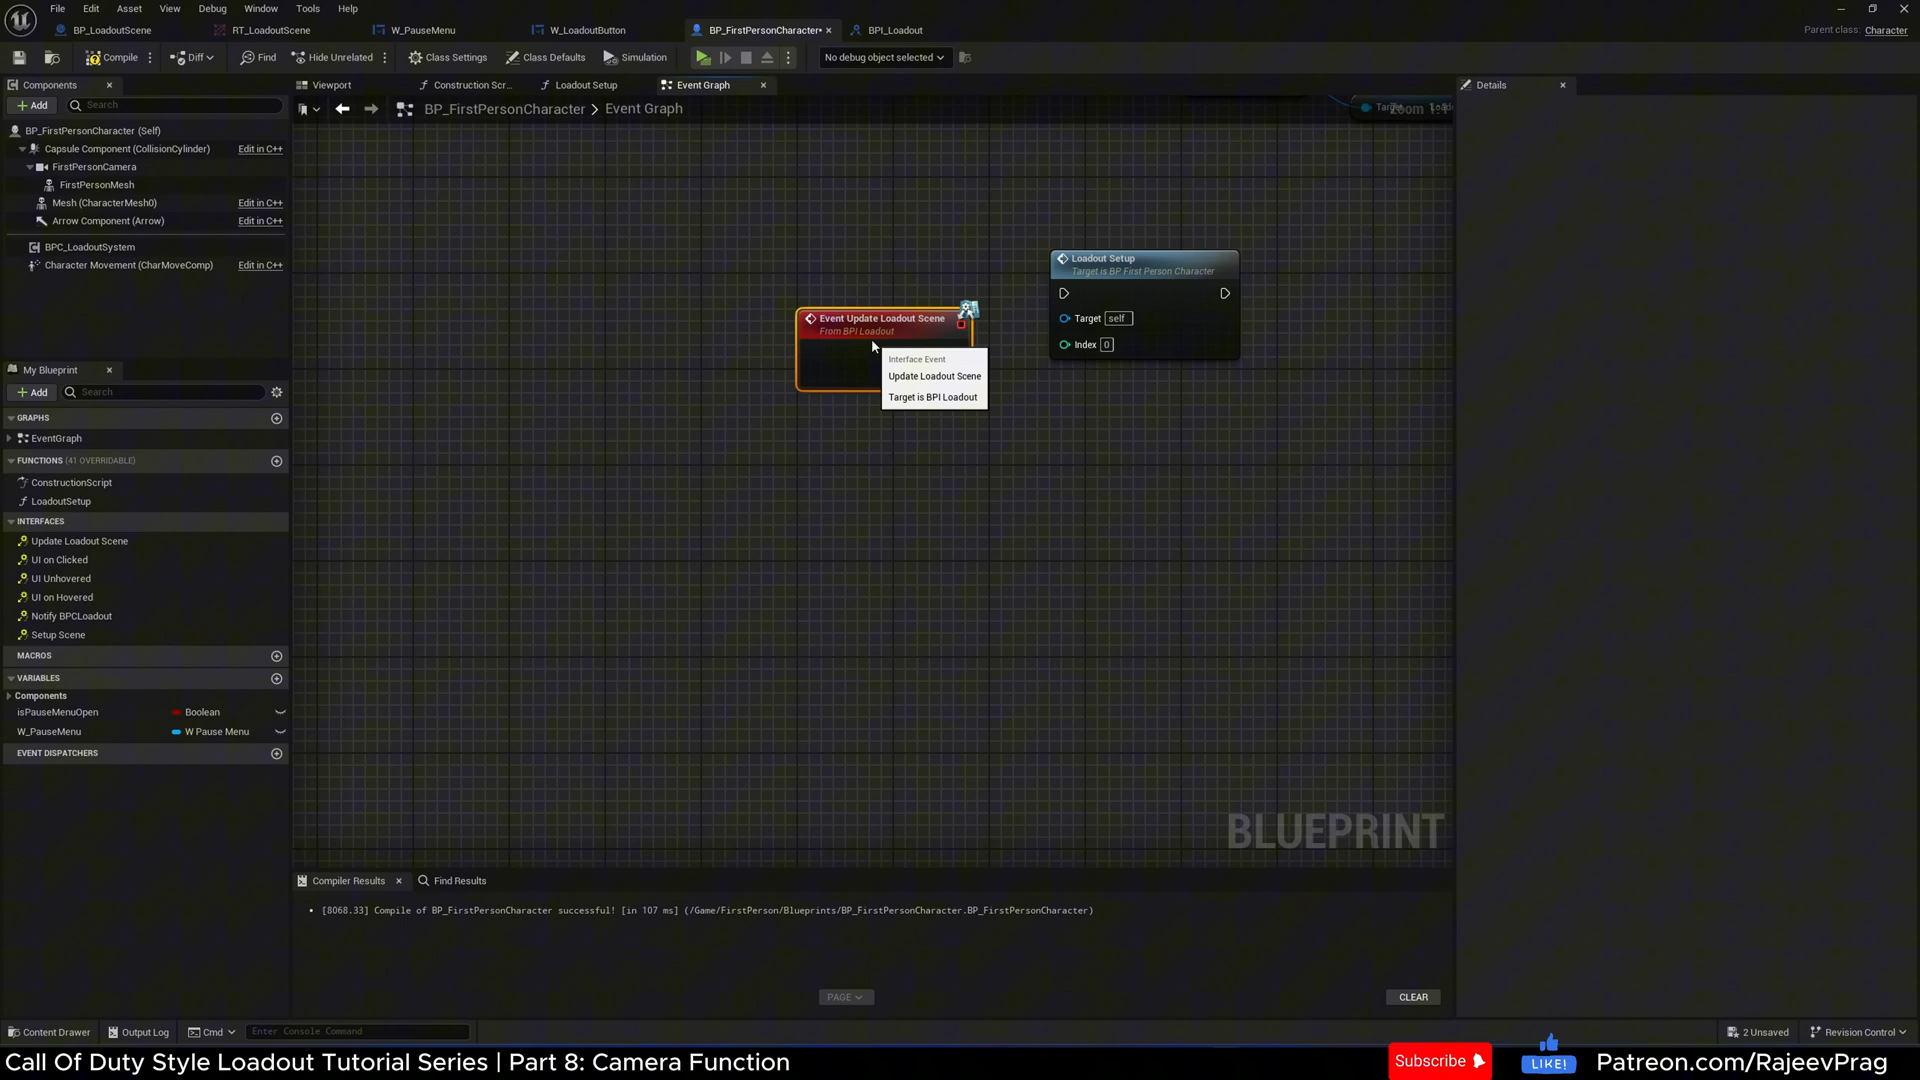 File Edit Asset View Debug Window Tools Help
BP_LoadoutScene RT_LoadoutScene W_PauseMenu W_LoadoutButton BP_FirstPersonCharacter• BPI_Loadout
Parent class: Character
Compile Diff Find Hide Unrelated Class Settings Class Defaults Simulation No debug object selected
Components
Viewport Construction Scr... Loadout Setup Event Graph
Details
Add Search
BP_FirstPersonCharacter > Event Graph
Zoom 1:1
Target
BP_FirstPersonCharacter (Self)
Capsule Component (CollisionCylinder) Edit in C++
FirstPersonCamera
FirstPersonMesh
Mesh (CharacterMesh0) Edit in C++
Arrow Component (Arrow) Edit in C++
BPC_LoadoutSystem
Character Movement (CharMoveComp) Edit in C++
Loadout Setup
Target is BP First Person Character
Target self
Index 0
Event Update Loadout Scene
From BPI Loadout
Interface Event
Update Loadout Scene
Target is BPI Loadout
My Blueprint
Add Search
GRAPHS
EventGraph
FUNCTIONS (41 OVERRIDABLE)
ConstructionScript
LoadoutSetup
INTERFACES
Update Loadout Scene
UI on Clicked
UI Unhovered
UI on Hovered
Notify BPCLoadout
Setup Scene
MACROS
VARIABLES
Components
isPauseMenuOpen Boolean
W_PauseMenu W Pause Menu
EVENT DISPATCHERS
BLUEPRINT
Compiler Results Find Results
[8068.33] Compile of BP_FirstPersonCharacter successful! [in 107 ms] (/Game/FirstPerson/Blueprints/BP_FirstPersonCharacter.BP_FirstPersonCharacter)
PAGE
CLEAR
Content Drawer Output Log Cmd Enter Console Command
2 Unsaved Revision Control
Call Of Duty Style Loadout Tutorial Series | Part 8: Camera Function
Subscribe
LIKE!
Patreon.com/RajeevPrag